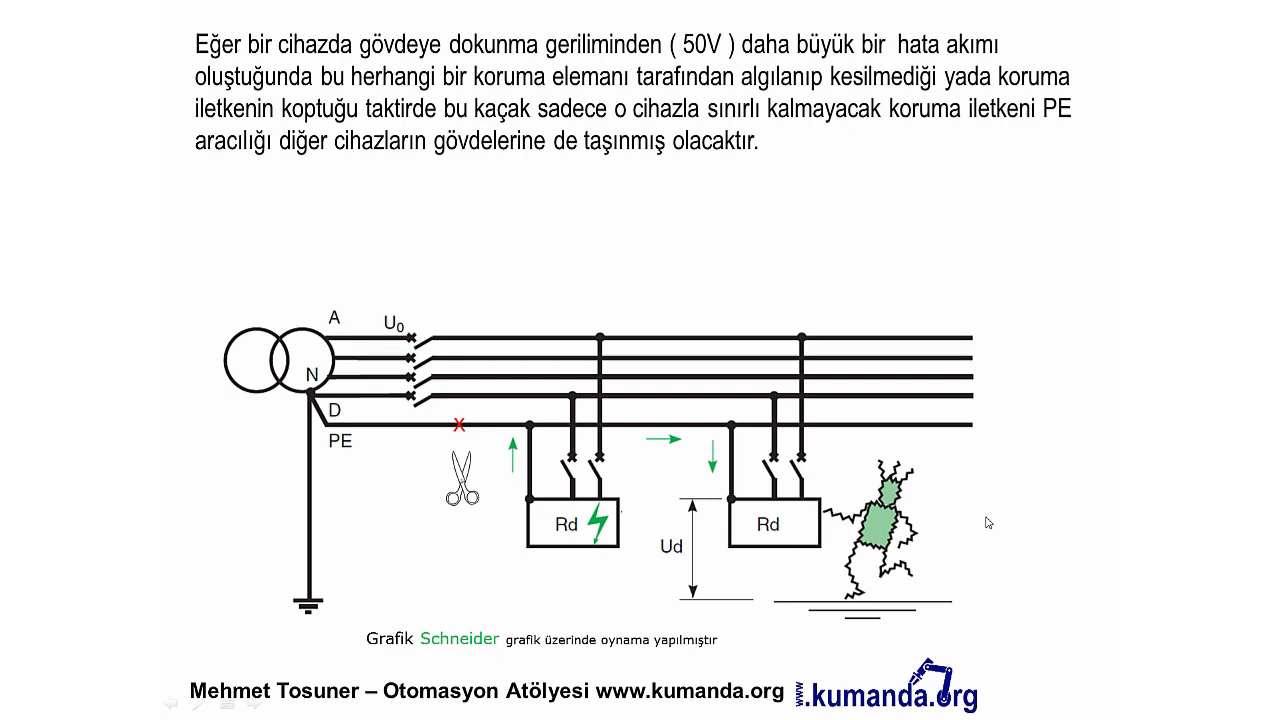 Eğer bir cihazda gövdeye dokunma geriliminden ( 50V ) daha büyük bir hata akımı
oluştuğunda bu herhangi bir koruma elemanı tarafından algılanıp kesilmediği yada koruma
iletkenin koptuğu taktirde bu kaçak sadece o cihazla sınırlı kalmayacak koruma iletkeni PE
aracılığı diğer cihazların gövdelerine de taşınmış olacaktır.
A
U0
N
D
PE
X
Rd
Ud
Rd
Grafik Schneider grafik üzerinde oynama yapılmıştır
Mehmet Tosuner – Otomasyon Atölyesi www.kumanda.org
www.kumanda.org